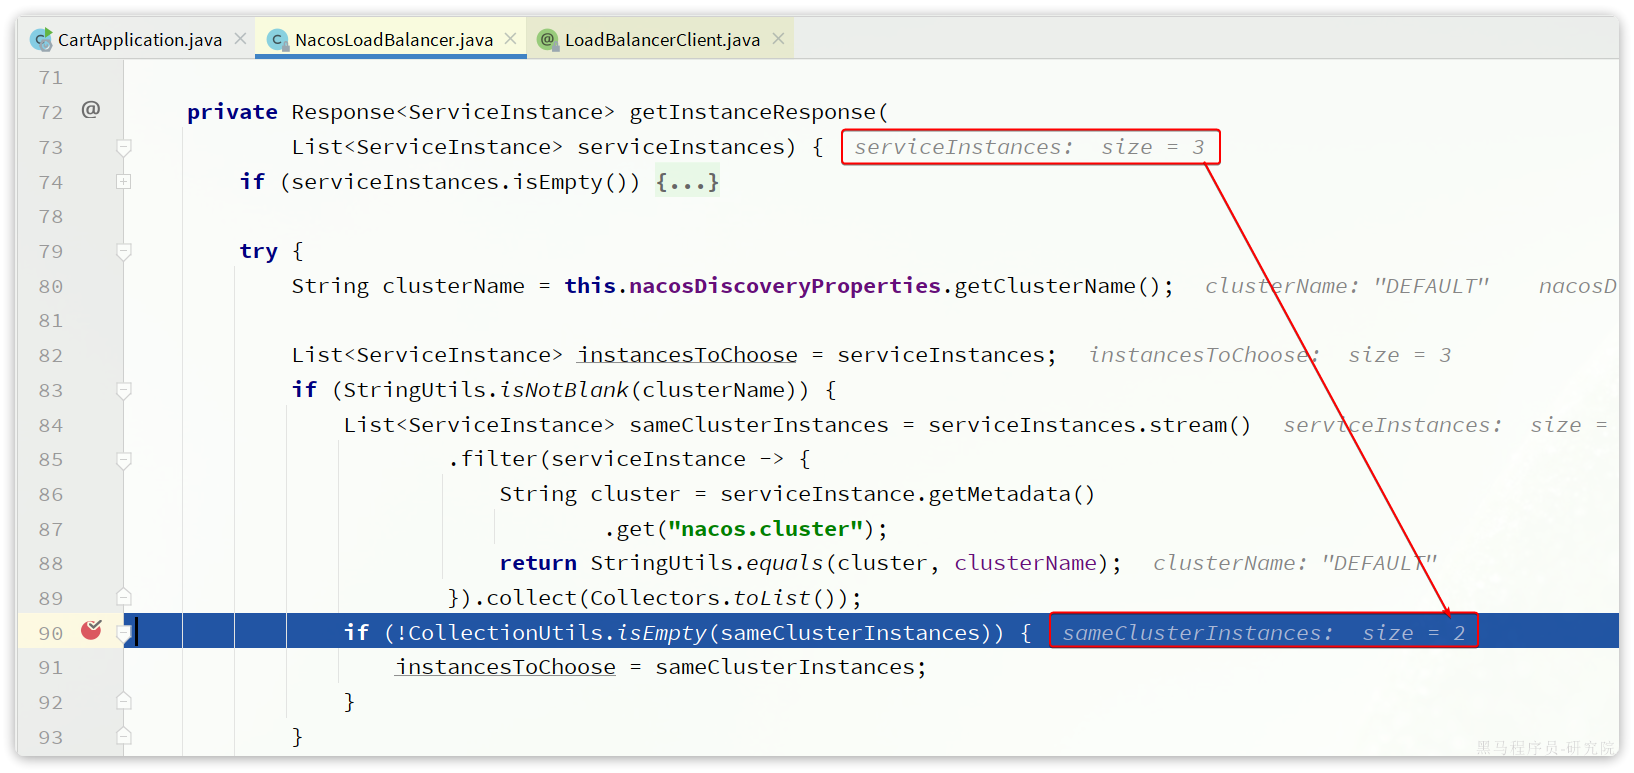 CartApplication.java NacosLoadBalancer.java LoadBalancerClient.java
71
72 @ private Response<ServiceInstance> getInstanceResponse(
73 List<ServiceInstance> serviceInstances) { serviceInstances: size = 3
74 if (serviceInstances.isEmpty()) {...}
78
79 try {
80 String clusterName = this.nacosDiscoveryProperties.getClusterName(); clusterName: "DEFAULT" nacosD
81
82 List<ServiceInstance> instancesToChoose = serviceInstances; instancesToChoose: size = 3
83 if (StringUtils.isNotBlank(clusterName)) {
84 List<ServiceInstance> sameClusterInstances = serviceInstances.stream() serviceInstances: size =
85 .filter(serviceInstance -> {
86 String cluster = serviceInstance.getMetadata()
87 .get("nacos.cluster");
88 return StringUtils.equals(cluster, clusterName); clusterName: "DEFAULT"
89 }).collect(Collectors.toList());
90 if (!CollectionUtils.isEmpty(sameClusterInstances)) { sameClusterInstances: size = 2
91 instancesToChoose = sameClusterInstances;
92 }
93 }
黑马程序员-研究院